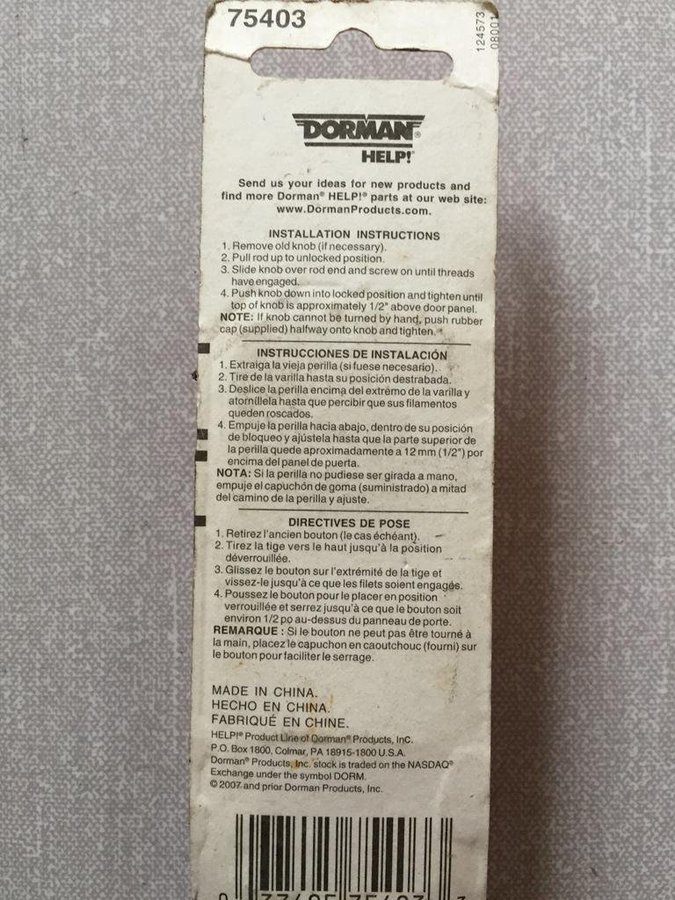 75403
124573
08001
DORMAN®
HELP!®
Send us your ideas for new products and
find more Dorman® HELP!® parts at our web site:
www.DormanProducts.com.
INSTALLATION INSTRUCTIONS
1. Remove old knob (if necessary).
2. Pull rod up to unlocked position.
3. Slide knob over rod end and screw on until threads
have engaged.
4. Push knob down into locked position and tighten until
top of knob is approximately 1/2" above door panel.
NOTE: If knob cannot be turned by hand, push rubber
cap (supplied) halfway onto knob and tighten.
INSTRUCCIONES DE INSTALACIÓN
1. Extraiga la vieja perilla (si fuese necesario).
2. Tire de la varilla hasta su posición destrabada.
3. Deslice la perilla encima del extremo de la varilla y
atorníllela hasta que percibir que sus filamentos
queden roscados.
4. Empuje la perilla hacia abajo, dentro de su posición
de bloqueo y ajústela hasta que la parte superior de
la perilla quede aproximadamente a 12 mm (1/2") por
encima del panel de puerta.
NOTA: Si la perilla no pudiese ser girada a mano,
empuje el capuchón de goma (suministrado) a mitad
del camino de la perilla y ajuste.
DIRECTIVES DE POSE
1. Retirez l'ancien bouton (le cas échéant).
2. Tirez la tige vers le haut jusqu'à la position
déverrouillée.
3. Glissez le bouton sur l'extrémité de la tige et
vissez-le jusqu'à ce que les filets soient engagés.
4. Poussez le bouton pour le placer en position
verrouillée et serrez jusqu'à ce que le bouton soit
environ 1/2 po au-dessus du panneau de porte.
REMARQUE : Si le bouton ne peut pas être tourné à
la main, placez le capuchon en caoutchouc (fourni) sur
le bouton pour faciliter le serrage.
MADE IN CHINA.
HECHO EN CHINA.
FABRIQUÉ EN CHINE.
HELP!® Product Line of Dorman® Products, InC.
P.O. Box 1800, Colmar, PA 18915-1800 U.S.A.
Dorman® Products, Inc. stock is traded on the NASDAQ®
Exchange under the symbol DORM.
© 2007 and prior Dorman Products, Inc.
0 37495 75403 3